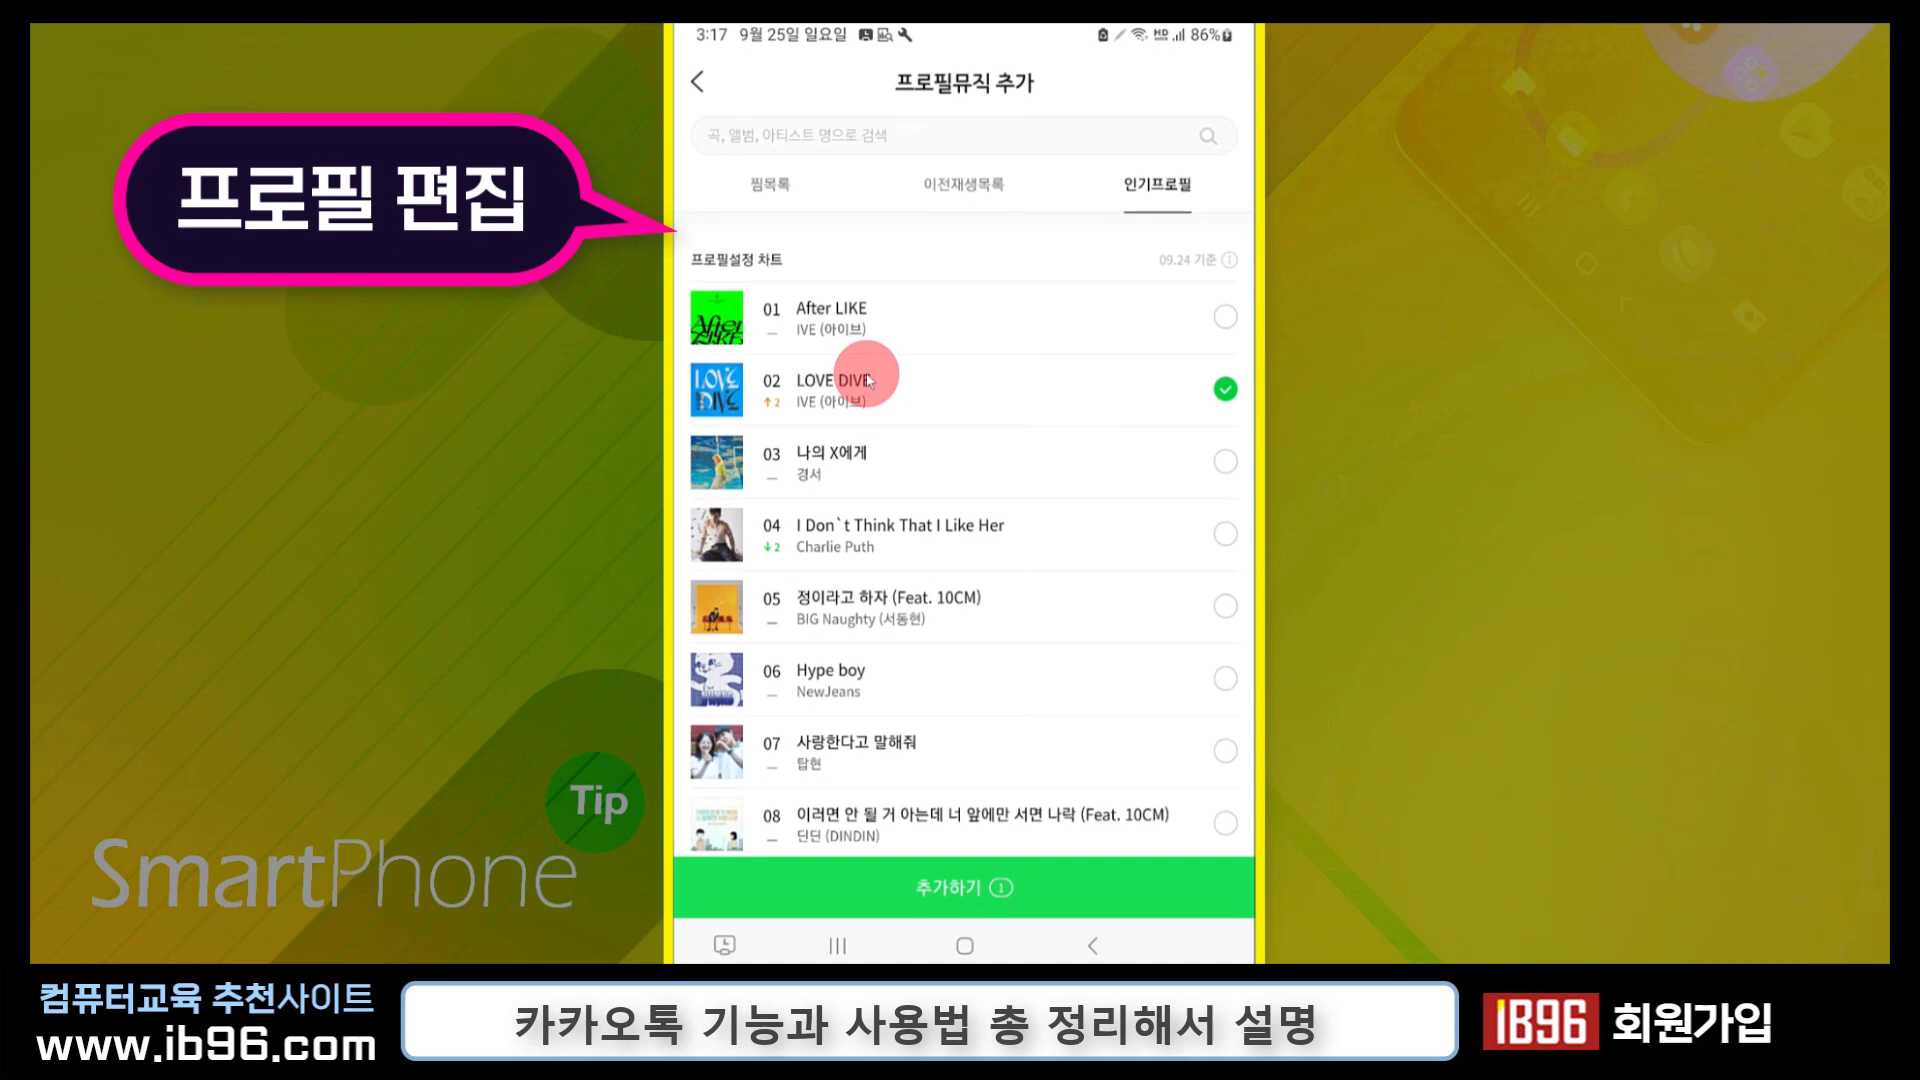 3:17 9월 25일 일요일
HD
86%
프로필뮤직 추가
곡, 앨범, 아티스트 명으로 검색
찜목록 이전재생목록 인기프로필
프로필 편집
프로필설정 차트 09.24 기준
After LIKE
01 After LIKE
IVE (아이브)
LOVE DIVE
02 LOVE DIVE
2 IVE (아이브)
03 나의 X에게
경서
04 I Don`t Think That I Like Her
2 Charlie Puth
05 정이라고 하자 (Feat. 10CM)
BIG Naughty (서동현)
06 Hype boy
NewJeans
07 사랑한다고 말해줘
탑현
08 이러면 안 될 거 아는데 너 앞에만 서면 나락 (Feat. 10CM)
딘딘 (DINDIN)
추가하기 1
Tip
SmartPhone
컴퓨터교육 추천사이트
www.ib96.com
카카오톡 기능과 사용법 총 정리해서 설명
IB96 회원가입